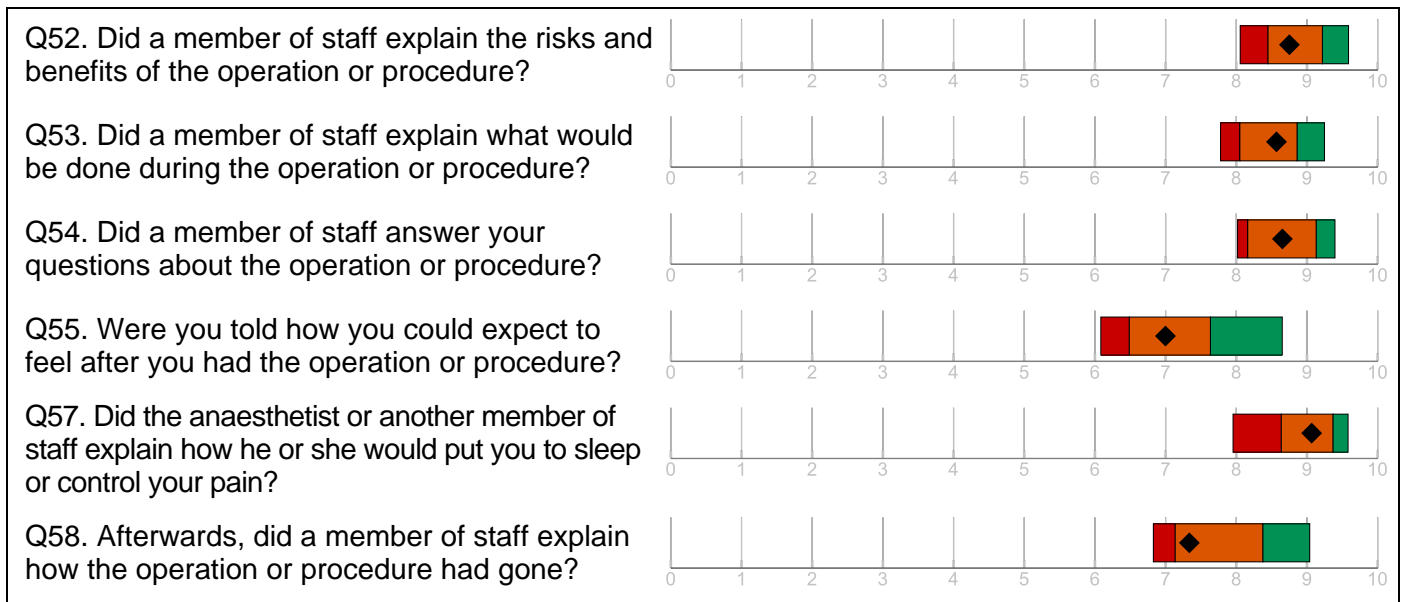 Q52. Did a member of staff explain the risks and
benefits of the operation or procedure?
0 1 2 3 4 5 6 7 8 9 10
Q53. Did a member of staff explain what would
be done during the operation or procedure?
0 1 2 3 4 5 6 7 8 9 10
Q54. Did a member of staff answer your
questions about the operation or procedure?
0 1 2 3 4 5 6 7 8 9 10
Q55. Were you told how you could expect to
feel after you had the operation or procedure?
0 1 2 3 4 5 6 7 8 9 10
Q57. Did the anaesthetist or another member of
staff explain how he or she would put you to sleep
or control your pain?
0 1 2 3 4 5 6 7 8 9 10
Q58. Afterwards, did a member of staff explain
how the operation or procedure had gone?
0 1 2 3 4 5 6 7 8 9 10